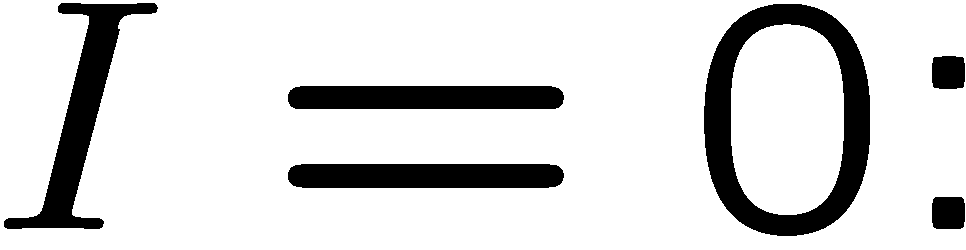 I = 0: